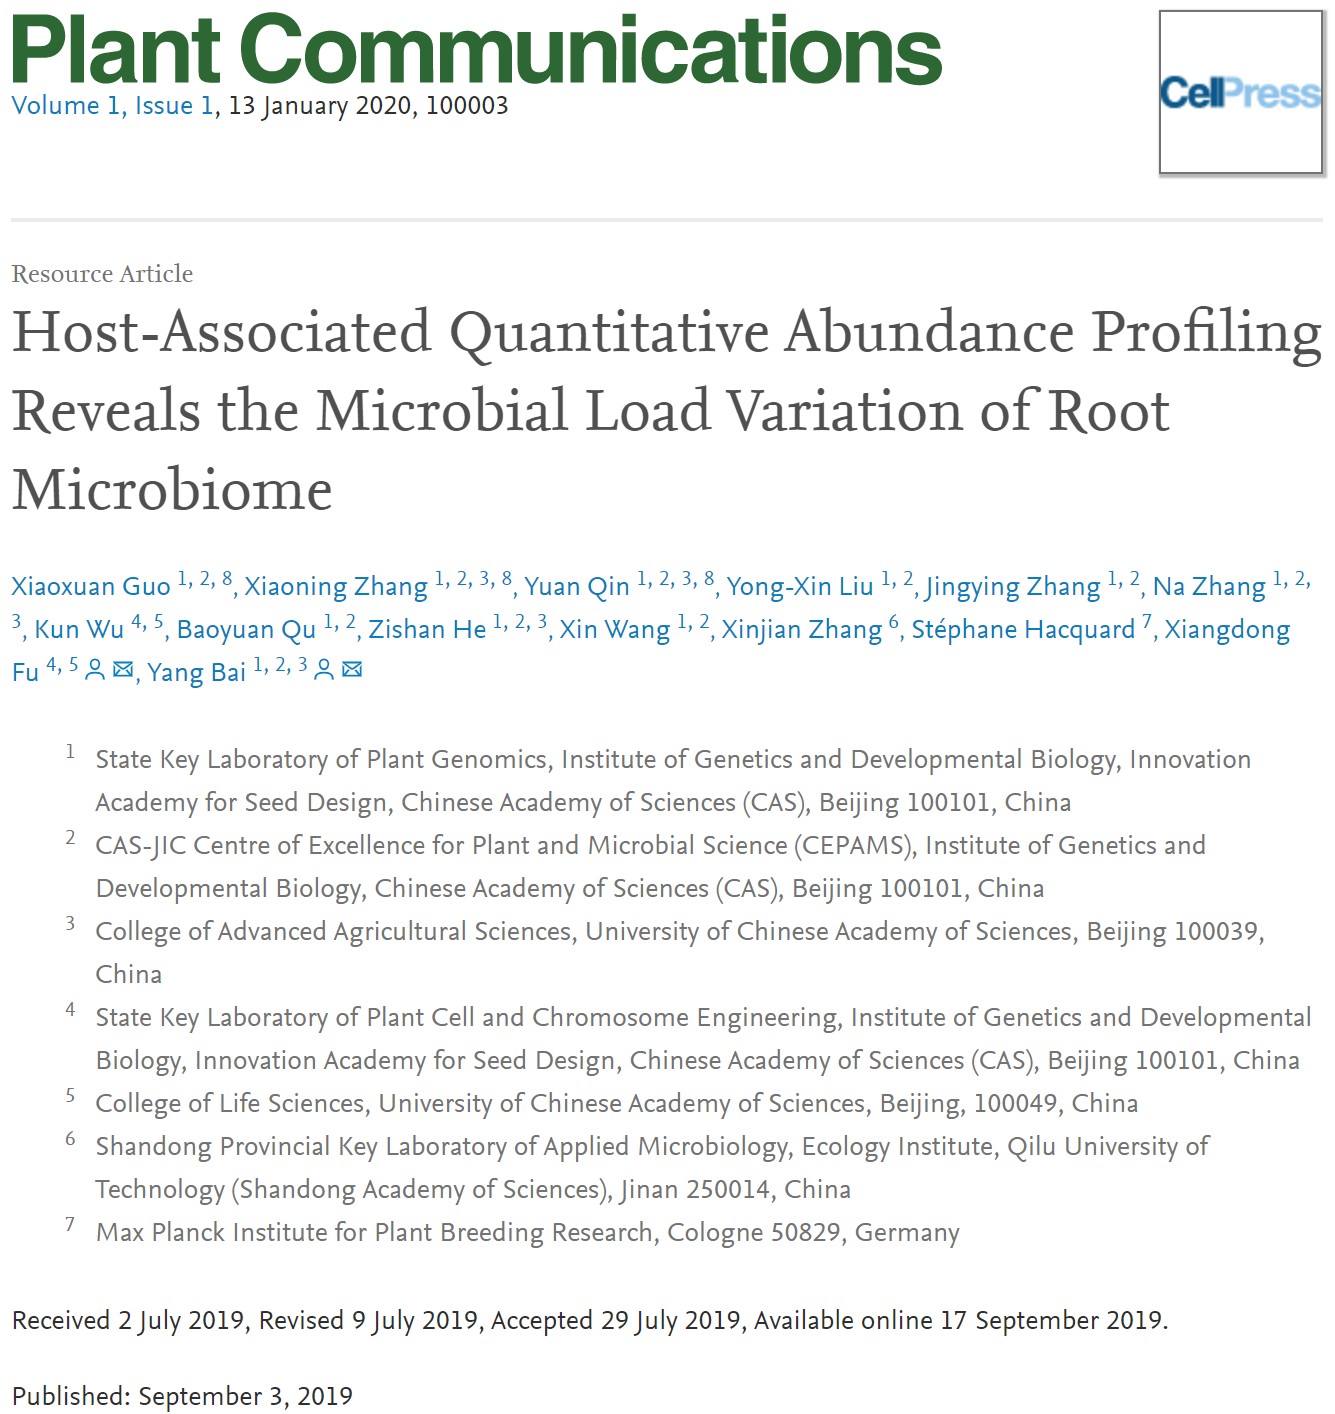 Plant Communications
Volume 1, Issue 1, 13 January 2020, 100003
CellPress
Resource Article
Host-Associated Quantitative Abundance Profiling
Reveals the Microbial Load Variation of Root
Microbiome
Xiaoxuan Guo 1, 2, 8, Xiaoning Zhang 1, 2, 3, 8, Yuan Qin 1, 2, 3, 8, Yong-Xin Liu 1, 2, Jingying Zhang 1, 2, Na Zhang 1, 2,
3, Kun Wu 4, 5, Baoyuan Qu 1, 2, Zishan He 1, 2, 3, Xin Wang 1, 2, Xinjian Zhang 6, Stéphane Hacquard 7, Xiangdong
Fu 4, 5, Yang Bai 1, 2, 3
1 State Key Laboratory of Plant Genomics, Institute of Genetics and Developmental Biology, Innovation
Academy for Seed Design, Chinese Academy of Sciences (CAS), Beijing 100101, China
2 CAS-JIC Centre of Excellence for Plant and Microbial Science (CEPAMS), Institute of Genetics and
Developmental Biology, Chinese Academy of Sciences (CAS), Beijing 100101, China
3 College of Advanced Agricultural Sciences, University of Chinese Academy of Sciences, Beijing 100039,
China
4 State Key Laboratory of Plant Cell and Chromosome Engineering, Institute of Genetics and Developmental
Biology, Innovation Academy for Seed Design, Chinese Academy of Sciences (CAS), Beijing 100101, China
5 College of Life Sciences, University of Chinese Academy of Sciences, Beijing, 100049, China
6 Shandong Provincial Key Laboratory of Applied Microbiology, Ecology Institute, Qilu University of
Technology (Shandong Academy of Sciences), Jinan 250014, China
7 Max Planck Institute for Plant Breeding Research, Cologne 50829, Germany
Received 2 July 2019, Revised 9 July 2019, Accepted 29 July 2019, Available online 17 September 2019.
Published: September 3, 2019